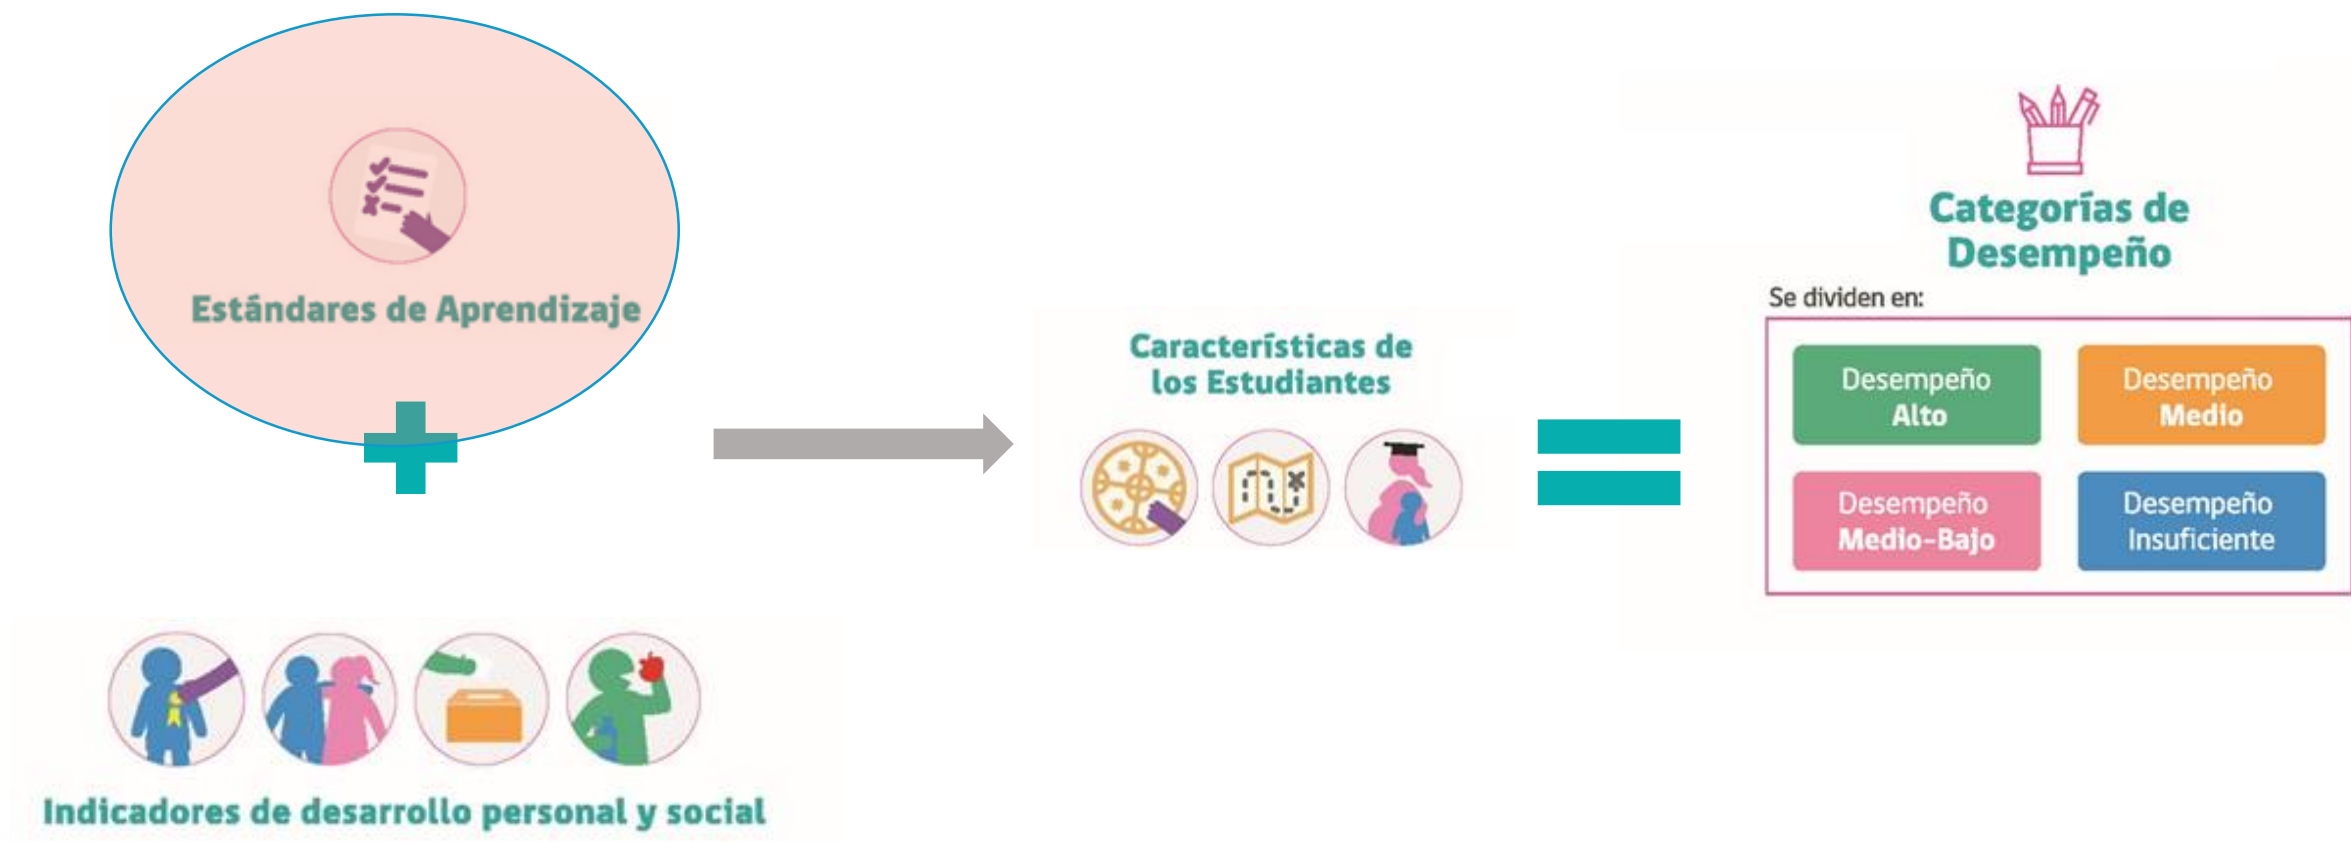 Estándares de Aprendizaje
Indicadores de desarrollo personal y social
Características de
los Estudiantes
Categorías de
Desempeño
Se dividen en:
Desempeño
Alto
Desempeño
Medio
Desempeño
Medio-Bajo
Desempeño
Insuficiente